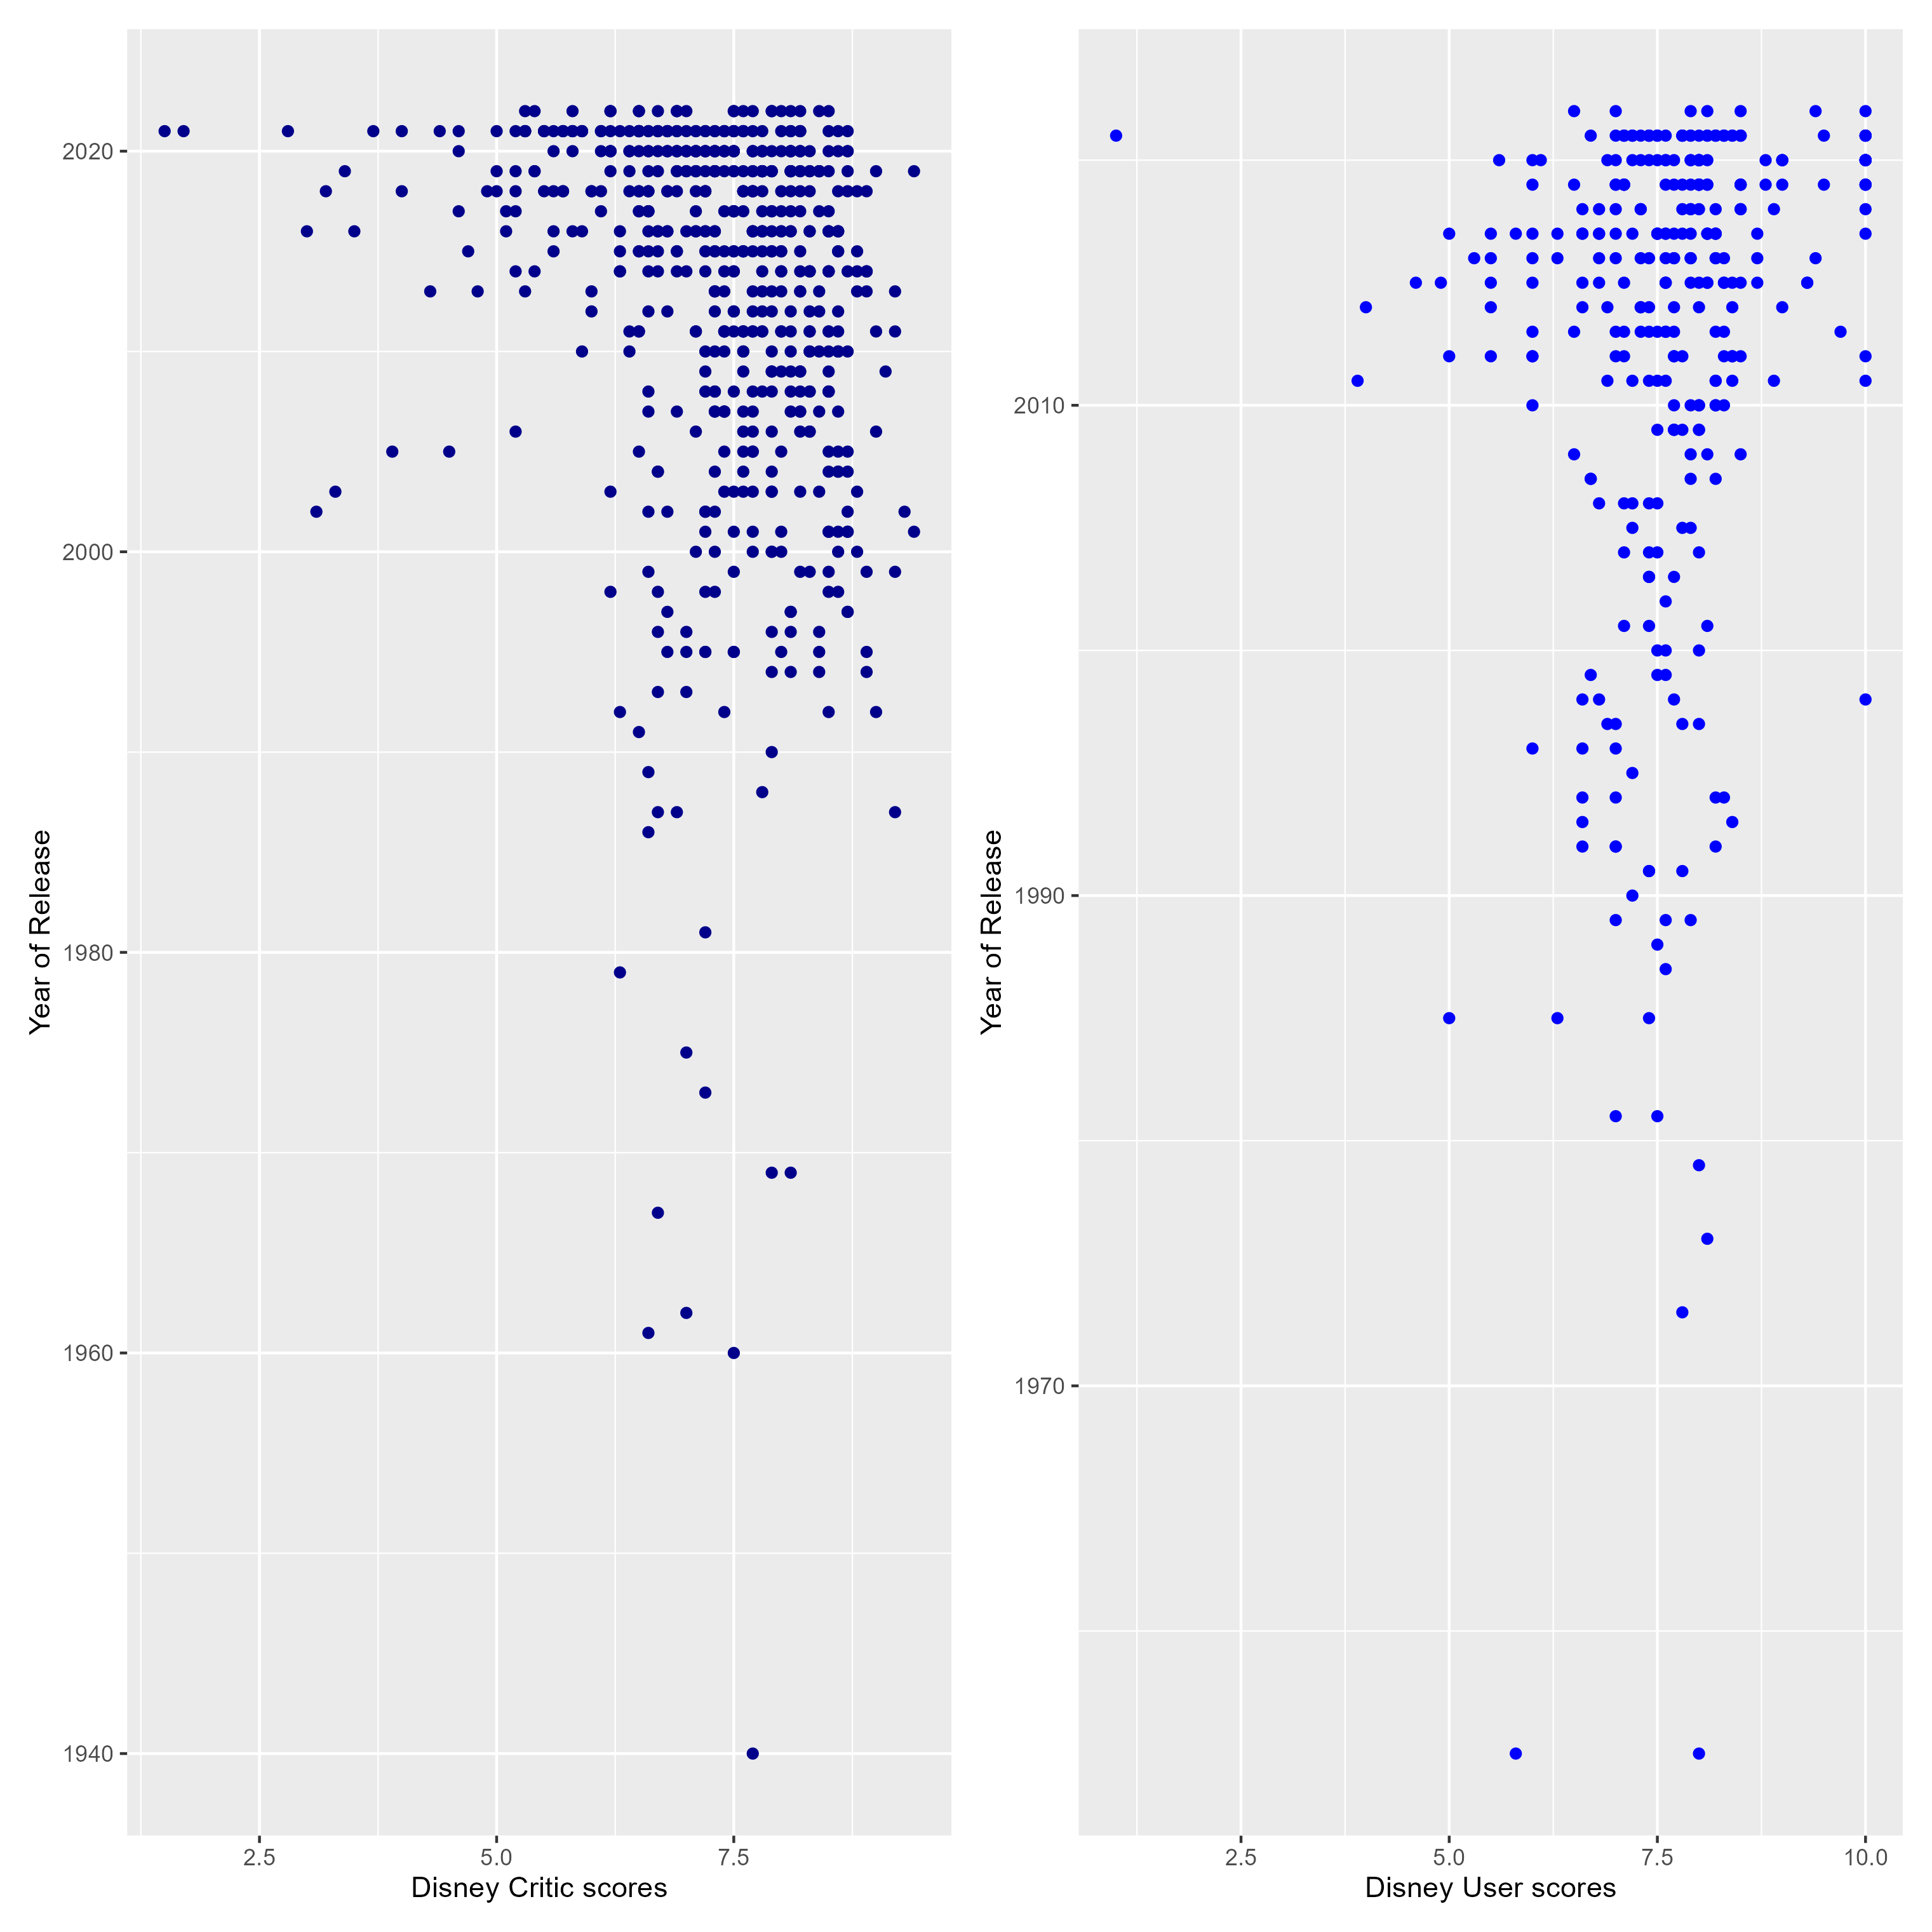 Year of Release
2020
2000
1980
1960
1940
2.5 5.0 7.5
Disney Critic scores
Year of Release
2010
1990
1970
2.5 5.0 7.5 10.0
Disney User scores